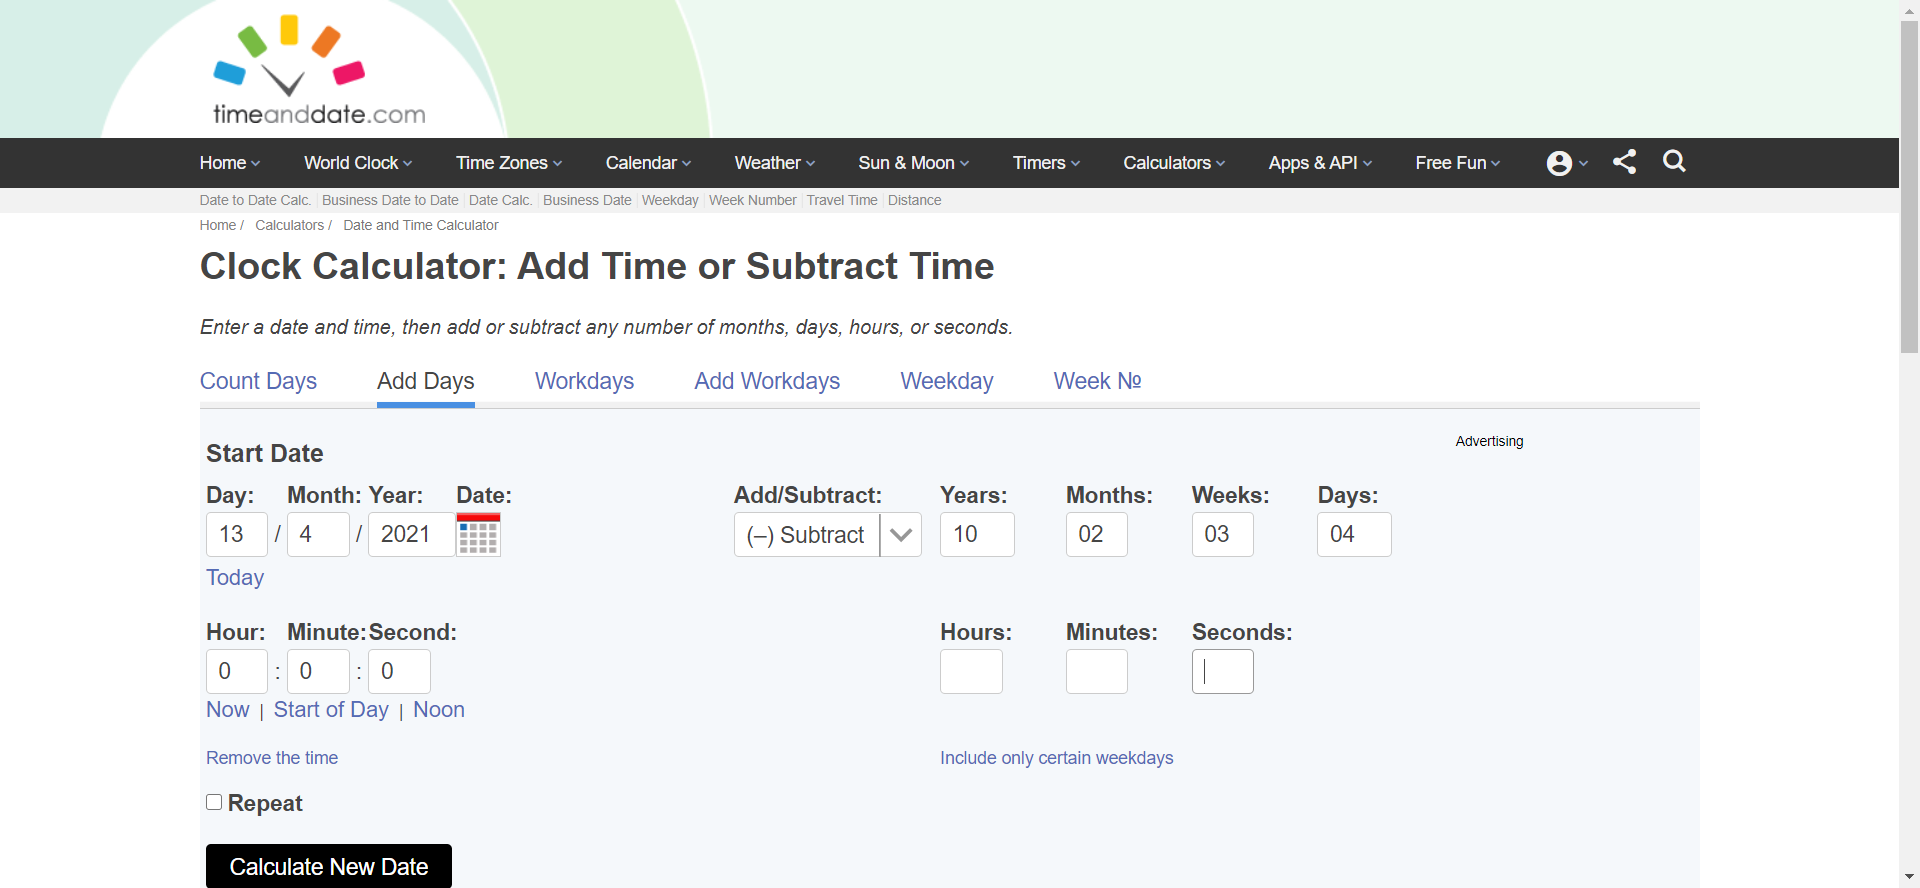 timeanddate.com
Home World Clock Time Zones Calendar Weather Sun & Moon Timers Calculators Apps & API Free Fun
Date to Date Calc. Business Date to Date Date Calc. Business Date Weekday Week Number Travel Time Distance
Home / Calculators / Date and Time Calculator
Clock Calculator: Add Time or Subtract Time
Enter a date and time, then add or subtract any number of months, days, hours, or seconds.
Count Days Add Days Workdays Add Workdays Weekday Week №
Advertising
Start Date
Day: Month: Year: Date: Add/Subtract: Years: Months: Weeks: Days:
13 / 4 / 2021 (–) Subtract 10 02 03 04
Today
Hour: Minute: Second: Hours: Minutes: Seconds:
0 : 0 : 0
Now | Start of Day | Noon
Remove the time Include only certain weekdays
Repeat
Calculate New Date